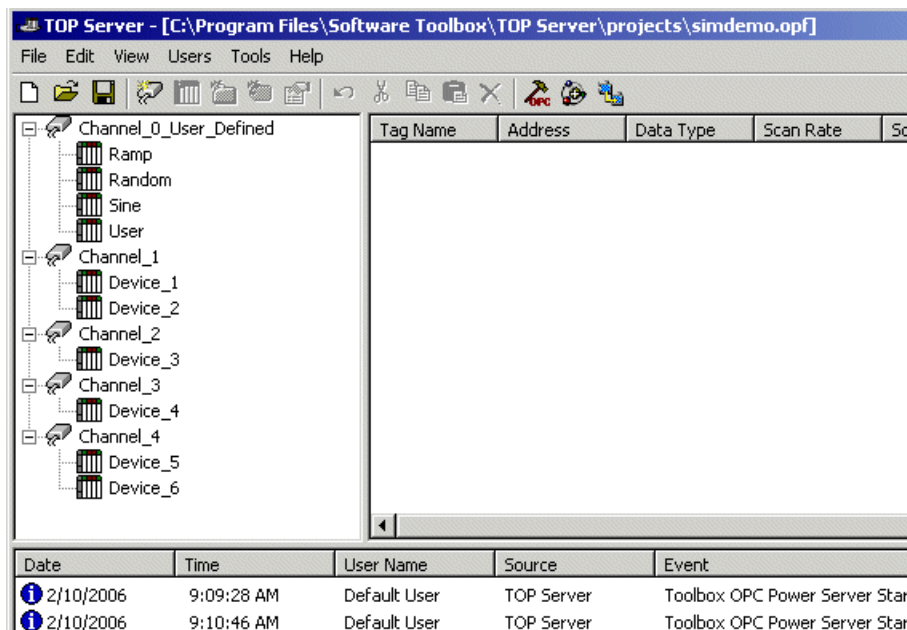 TOP Server - [C:\Program Files\Software Toolbox\TOP Server\projects\simdemo.opf]
File Edit View Users Tools Help
OPC
Channel_0_User_Defined
Ramp
Random
Sine
User
Channel_1
Device_1
Device_2
Channel_2
Device_3
Channel_3
Device_4
Channel_4
Device_5
Device_6
Tag Name Address Data Type Scan Rate Sc
Date Time User Name Source Event
2/10/2006 9:09:28 AM Default User TOP Server Toolbox OPC Power Server Star
2/10/2006 9:10:46 AM Default User TOP Server Toolbox OPC Power Server Star